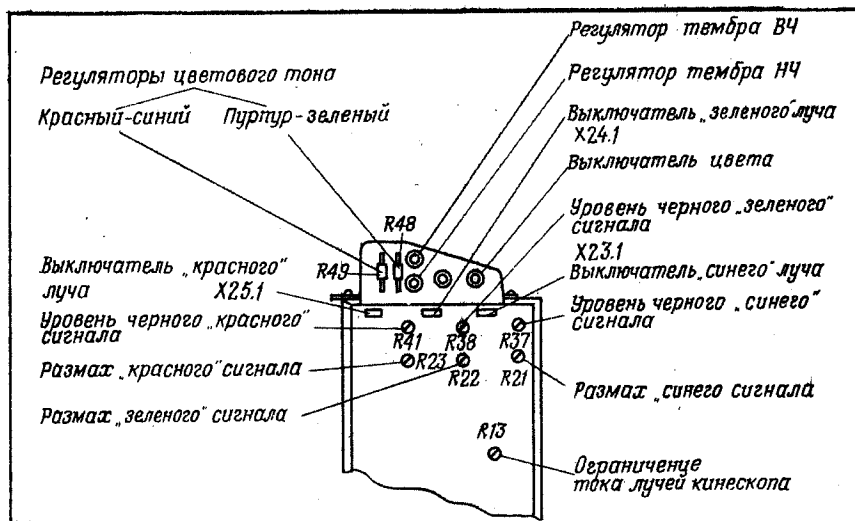 Регулятор тембра ВЧ
Регуляторы цветового тона
Регулятор тембра НЧ
Красный-синий
Пурпур-зеленый
Выключатель „зеленого" луча
X24.1
Выключатель цвета
Уровень черного „зеленого"
сигнала
R48
R49
X23.1
Выключатель „красного"
луча
X25.1
Выключатель „синего" луча
Уровень черного „красного"
сигнала
Уровень черного „синего"
сигнала
R41
R38
R37
Размах „красного" сигнала
R23
R22
R21
Размах „синего сигнала
Размах „зеленого" сигнала
R13
Ограничение
тока лучей кинескопа